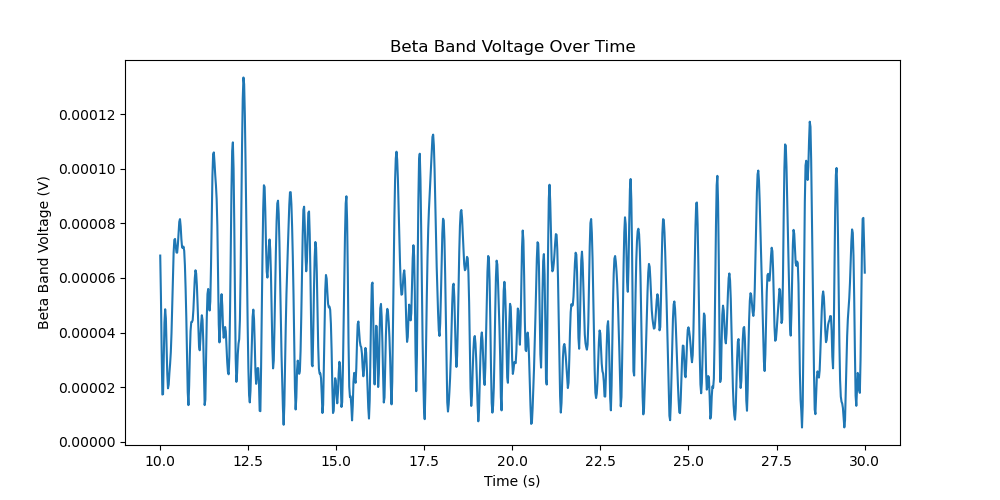 Beta Band Voltage Over Time
Beta Band Voltage (V)
0.00012
0.00010
0.00008
0.00006
0.00004
0.00002
0.00000
10.0 12.5 15.0 17.5 20.0 22.5 25.0 27.5 30.0
Time (s)